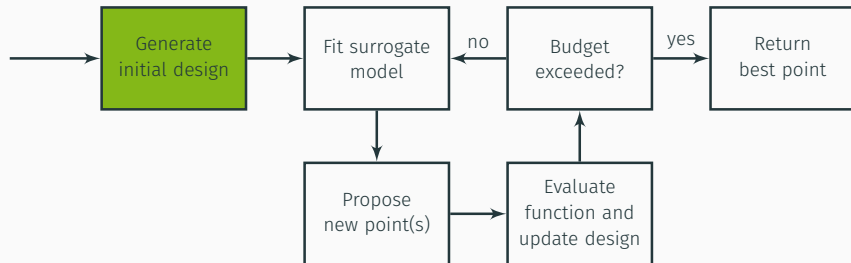 Generate
initial design
Fit surrogate
model
no
Budget
exceeded?
yes
Return
best point
Propose
new point(s)
Evaluate
function and
update design